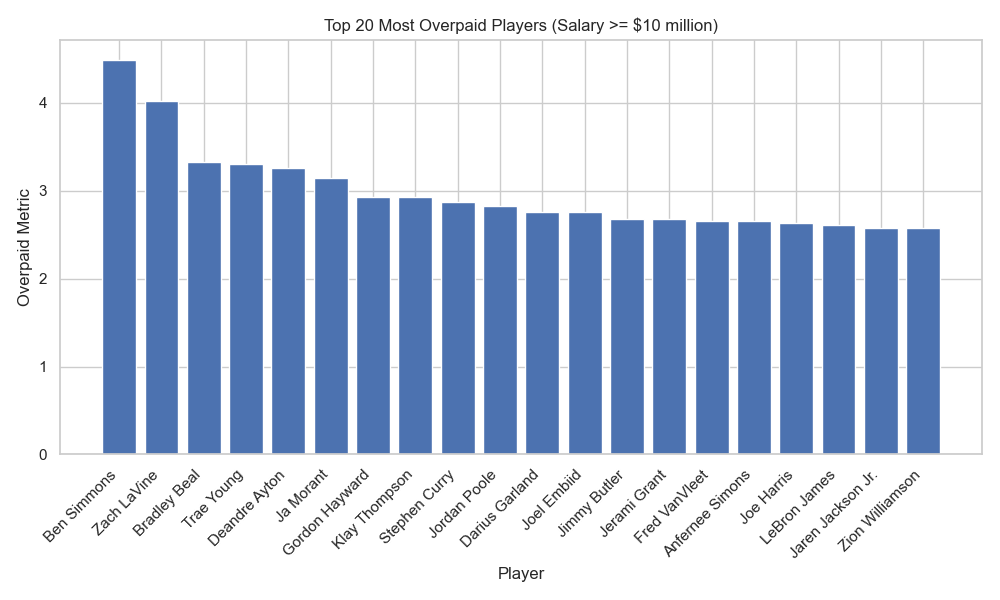 Top 20 Most Overpaid Players (Salary >= $10 million)
Overpaid Metric
4
3
2
1
0
Ben Simmons
Zach LaVine
Bradley Beal
Trae Young
Deandre Ayton
Ja Morant
Gordon Hayward
Klay Thompson
Stephen Curry
Jordan Poole
Darius Garland
Joel Embiid
Jimmy Butler
Jerami Grant
Fred VanVleet
Anfernee Simons
Joe Harris
LeBron James
Jaren Jackson Jr.
Zion Williamson
Player